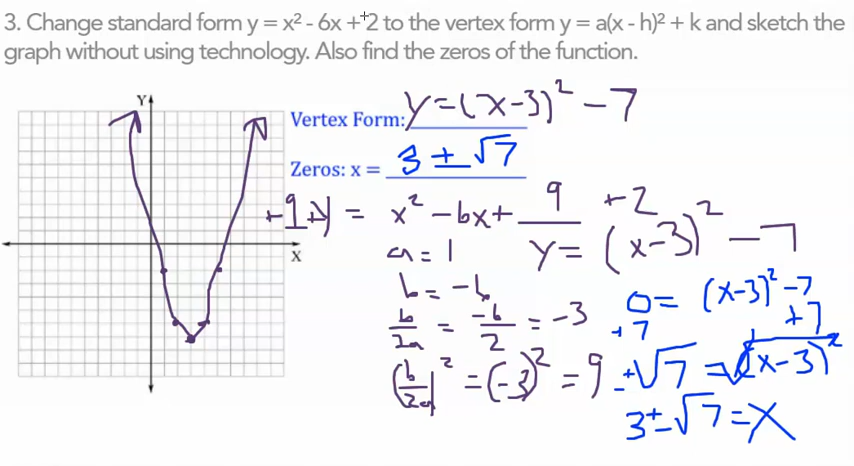 3. Change standard form y = x² - 6x + 2 to the vertex form y = a(x - h)² + k and sketch the
graph without using technology. Also find the zeros of the function.
Y
Vertex Form: y = (x-3)² - 7
Zeros: x = 3 ± √7
+9+y = x² - 6x + 9 + 2
X
a = 1 y = (x-3)² - 7
b = -6 0 = (x-3)² - 7
b/2a = -6/2 = -3 +7 +7
(b/2a)² = (-3)² = 9 ±√7 = √(x-3)²
3 ± √7 = x